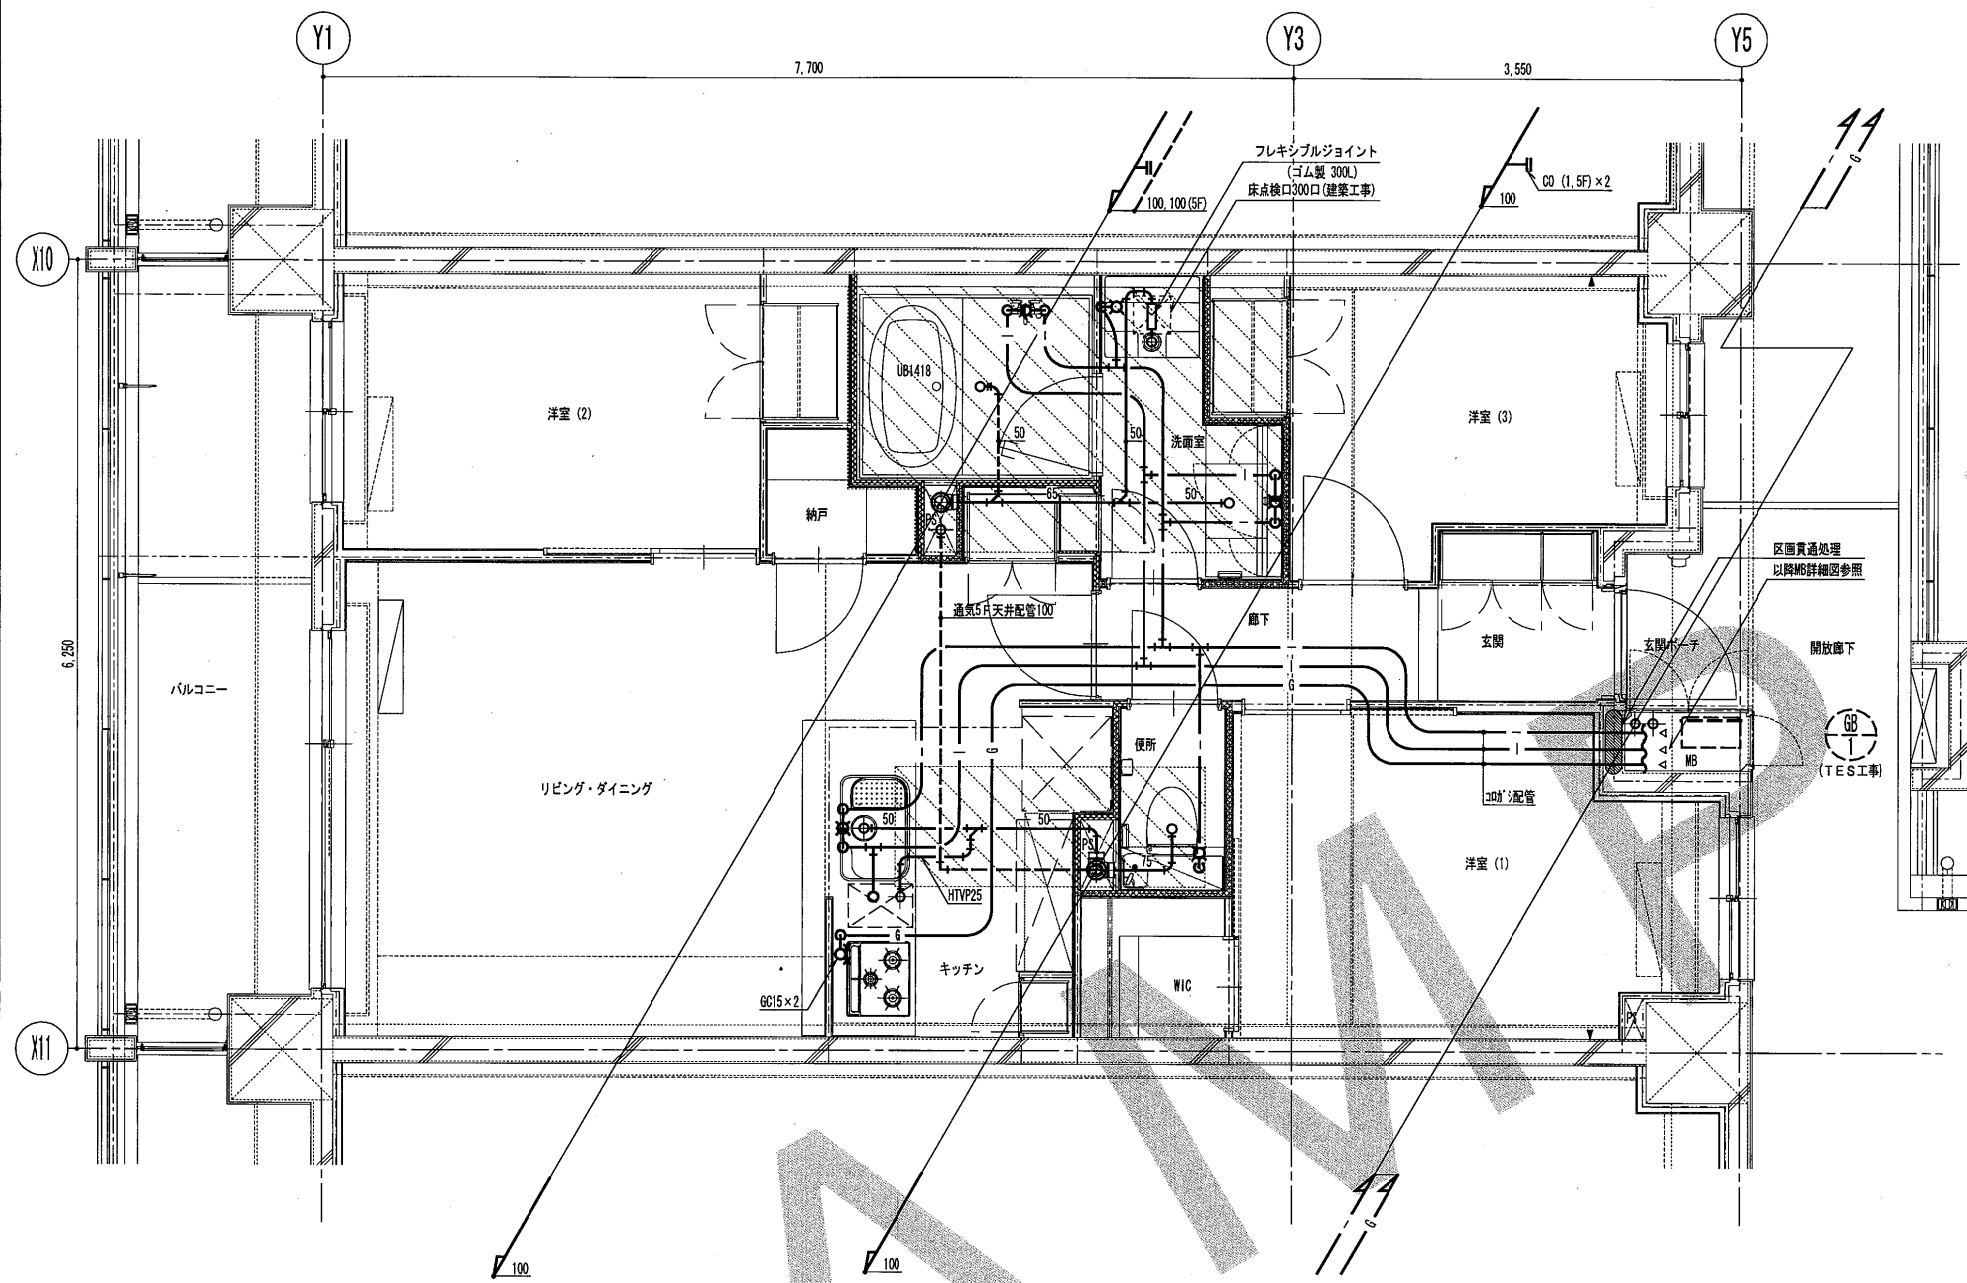 Y1
Y3
Y5
7,700
3,550
フレキシブルジョイント
(ゴム製 300L)
床点検口300口(建築工事)
CO (1,5F)×2
100,100(5F)
100
G
X10
UB1418
洋室 (2)
50
50
洗面室
洋室 (3)
65
50
納戸
PS
区画貫通処理
以降MB詳細図参照
通気5F天井配管100
廊下
玄関
玄関ポーチ
開放廊下
6,250
バルコニー
G
GB
1
(TES工事)
便所
G
MB
リビング・ダイニング
コロガシ配管
50
50
PS
75
洋室 (1)
HTVP25
G
キッチン
GC15×2
WIC
PS
X11
G
100
100